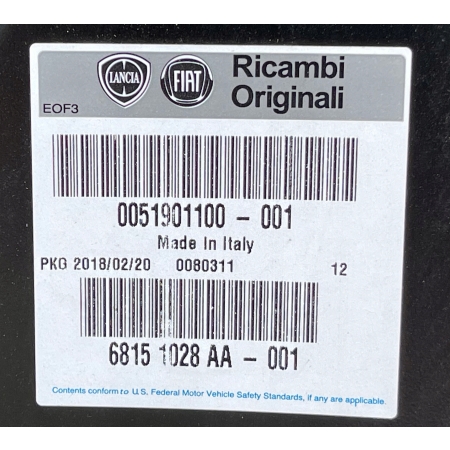 LANCIA FIAT Ricambi
Originali
EOF3
0051901100 - 001
Made In Italy
PKG 2018/02/20 0080311 12
6815 1028 AA - 001
Contents conform to U.S. Federal Motor Vehicle Safety Standards, if any are applicable.